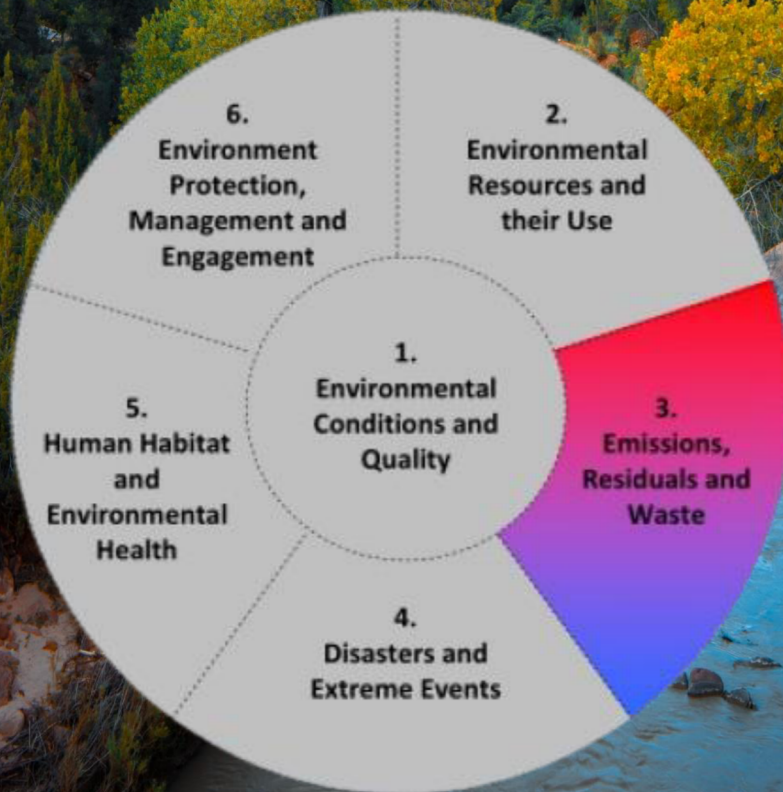 1.
Environmental
Conditions and
Quality
2.
Environmental
Resources and
their Use
3.
Emissions,
Residuals and
Waste
4.
Disasters and
Extreme Events
5.
Human Habitat
and
Environmental
Health
6.
Environment
Protection,
Management and
Engagement